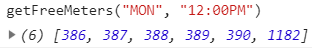 getFreeMeters("MON", "12:00PM")
▶ (6) [386, 387, 388, 389, 390, 1182]